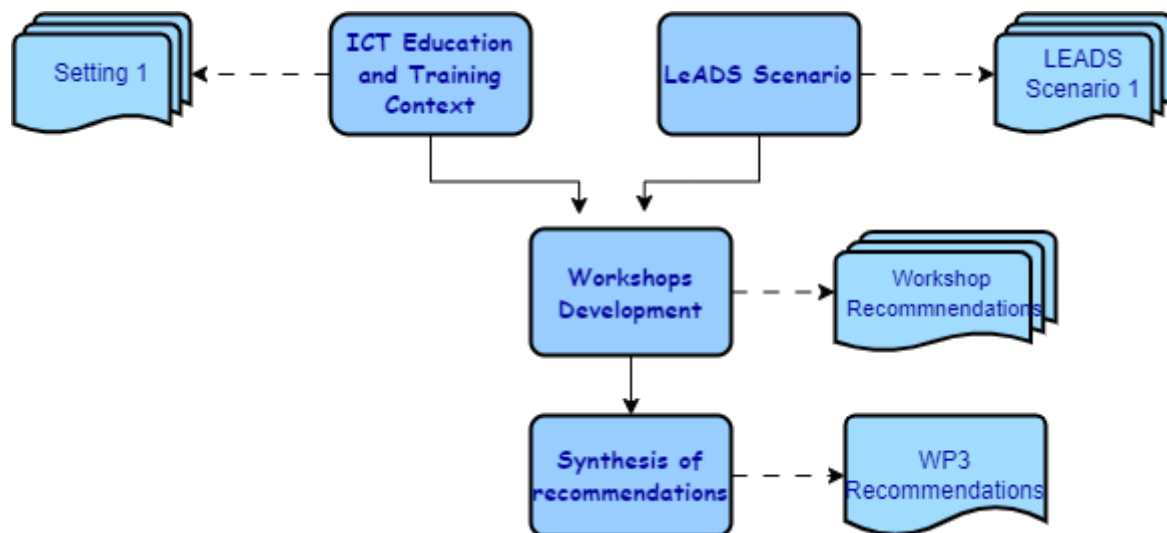 Setting 1
ICT Education
and Training
Context
LeADS Scenario
LEADS
Scenario 1
Workshops
Development
Workshop
Recommnendations
Synthesis of
recommendations
WP3
Recommendations